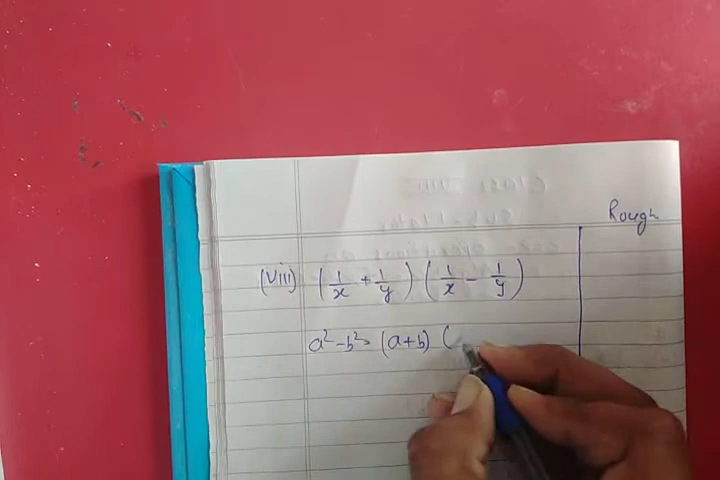 Rough
(viii) (1/x + 1/y) (1/x - 1/y)
a² - b² = (a+b) (